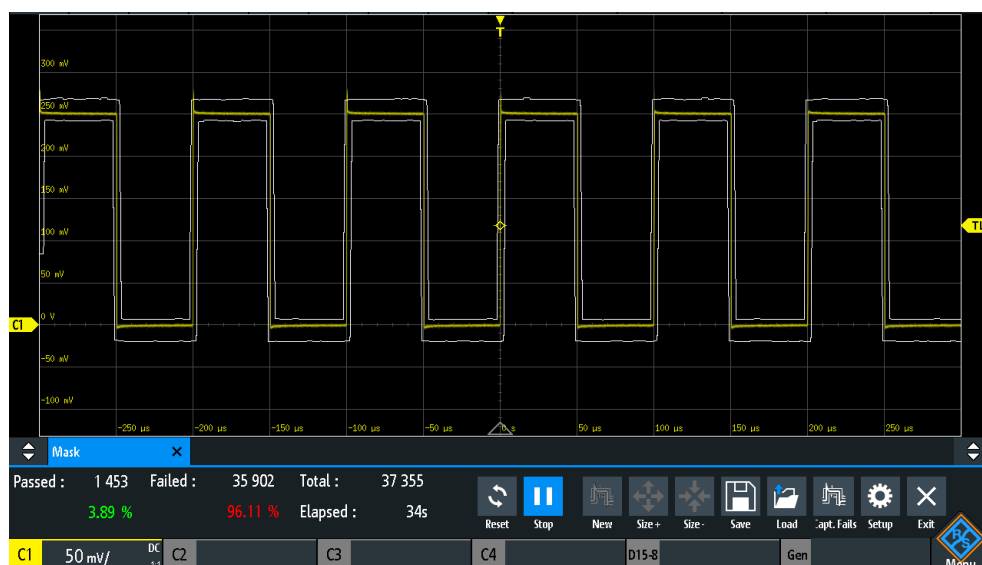 T
300 mV
250 mV
200 mV
150 mV
100 mV
TL
50 mV
0 V
C1
-50 mV
-100 mV
-250 µs -200 µs -150 µs -100 µs -50 µs 0 s 50 µs 100 µs 150 µs 200 µs 250 µs
Mask ×
Passed : 1 453 Failed : 35 902 Total : 37 355
3.89 % 96.11 % Elapsed : 34s
Reset Stop New Size+ Size- Save Load Capt. Fails Setup Exit
C1 50 mV/ DC 1:1 C2 C3 C4 D15-8 Gen Menu
R&S